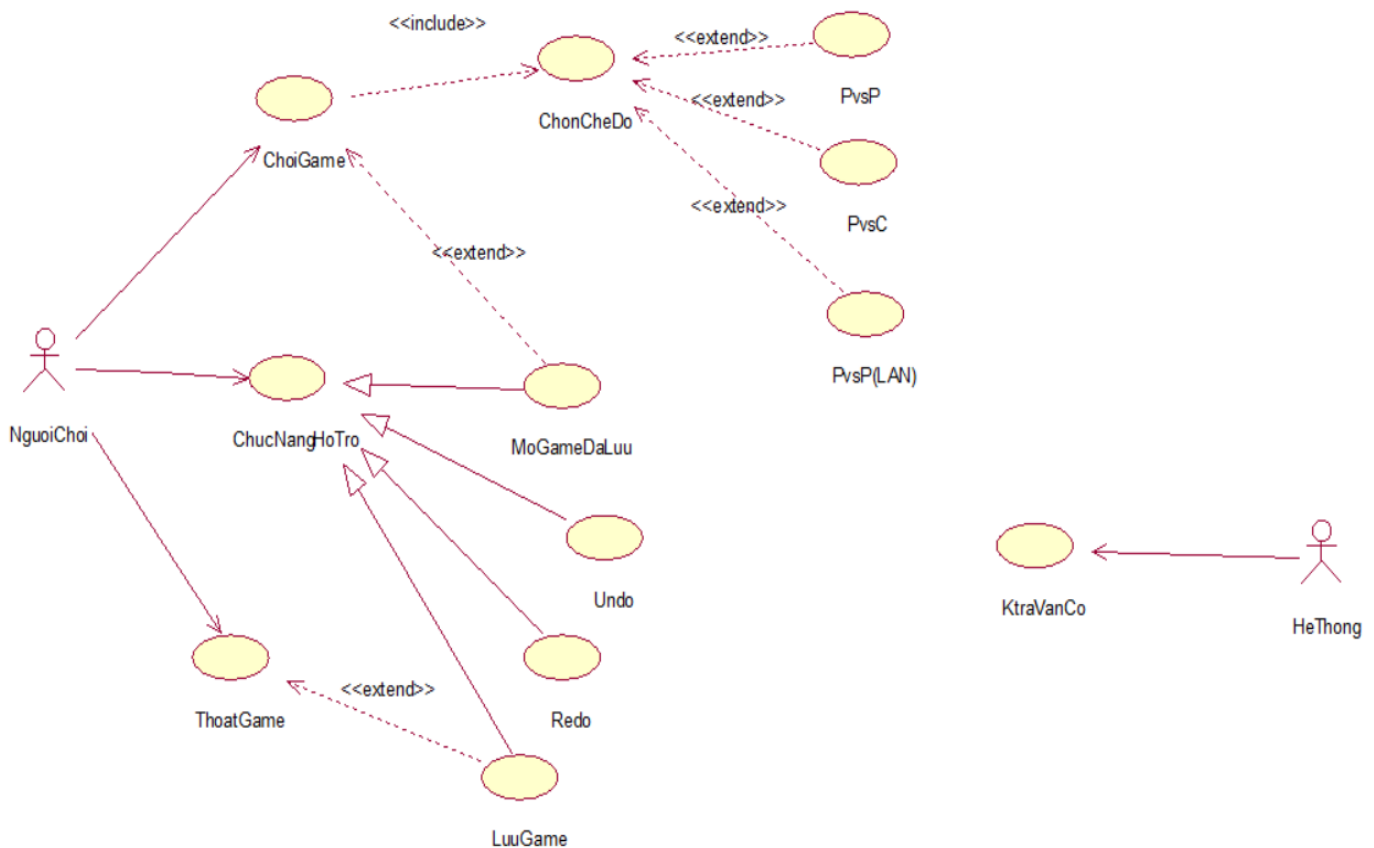 <<include>>
<<extend>>
PvsP
ChonCheDo
<<extend>>
ChoiGame
<<extend>>
PvsC
<<extend>>
PvsP(LAN)
NguoiChoi
ChucNangHoTro
MoGameDaLuu
Undo
KtraVanCo
HeThong
<<extend>>
ThoatGame
Redo
LuuGame